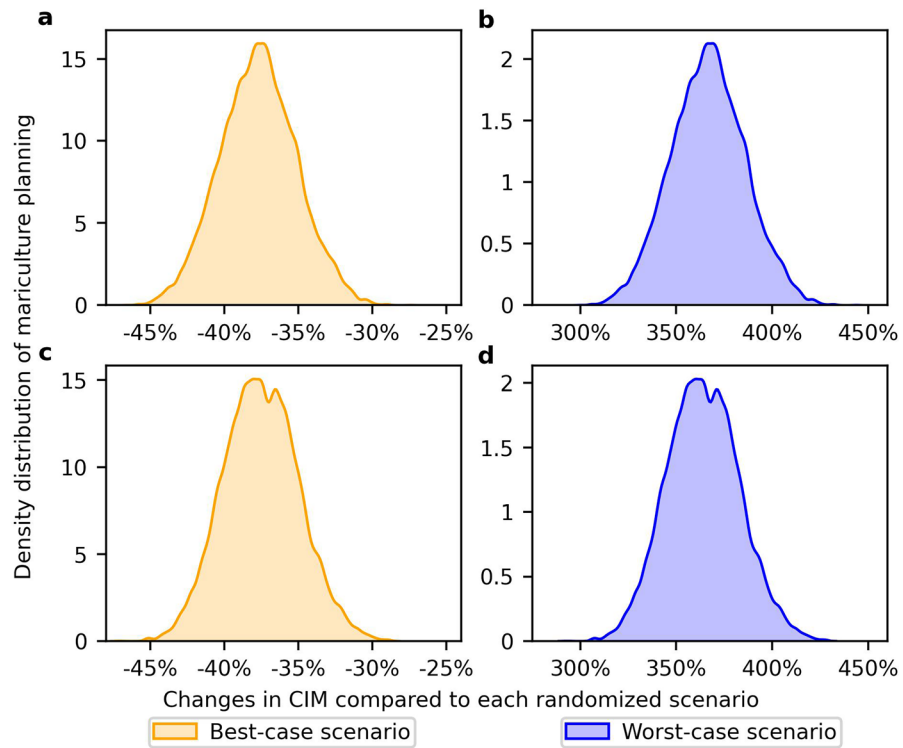 a
b
Density distribution of mariculture planning
15
10
5
0
-45% -40% -35% -30% -25%
2
1.5
1
0.5
0
300% 350% 400% 450%
c
d
15
10
5
0
-45% -40% -35% -30% -25%
2
1.5
1
0.5
0
300% 350% 400% 450%
Changes in CIM compared to each randomized scenario
Best-case scenario
Worst-case scenario